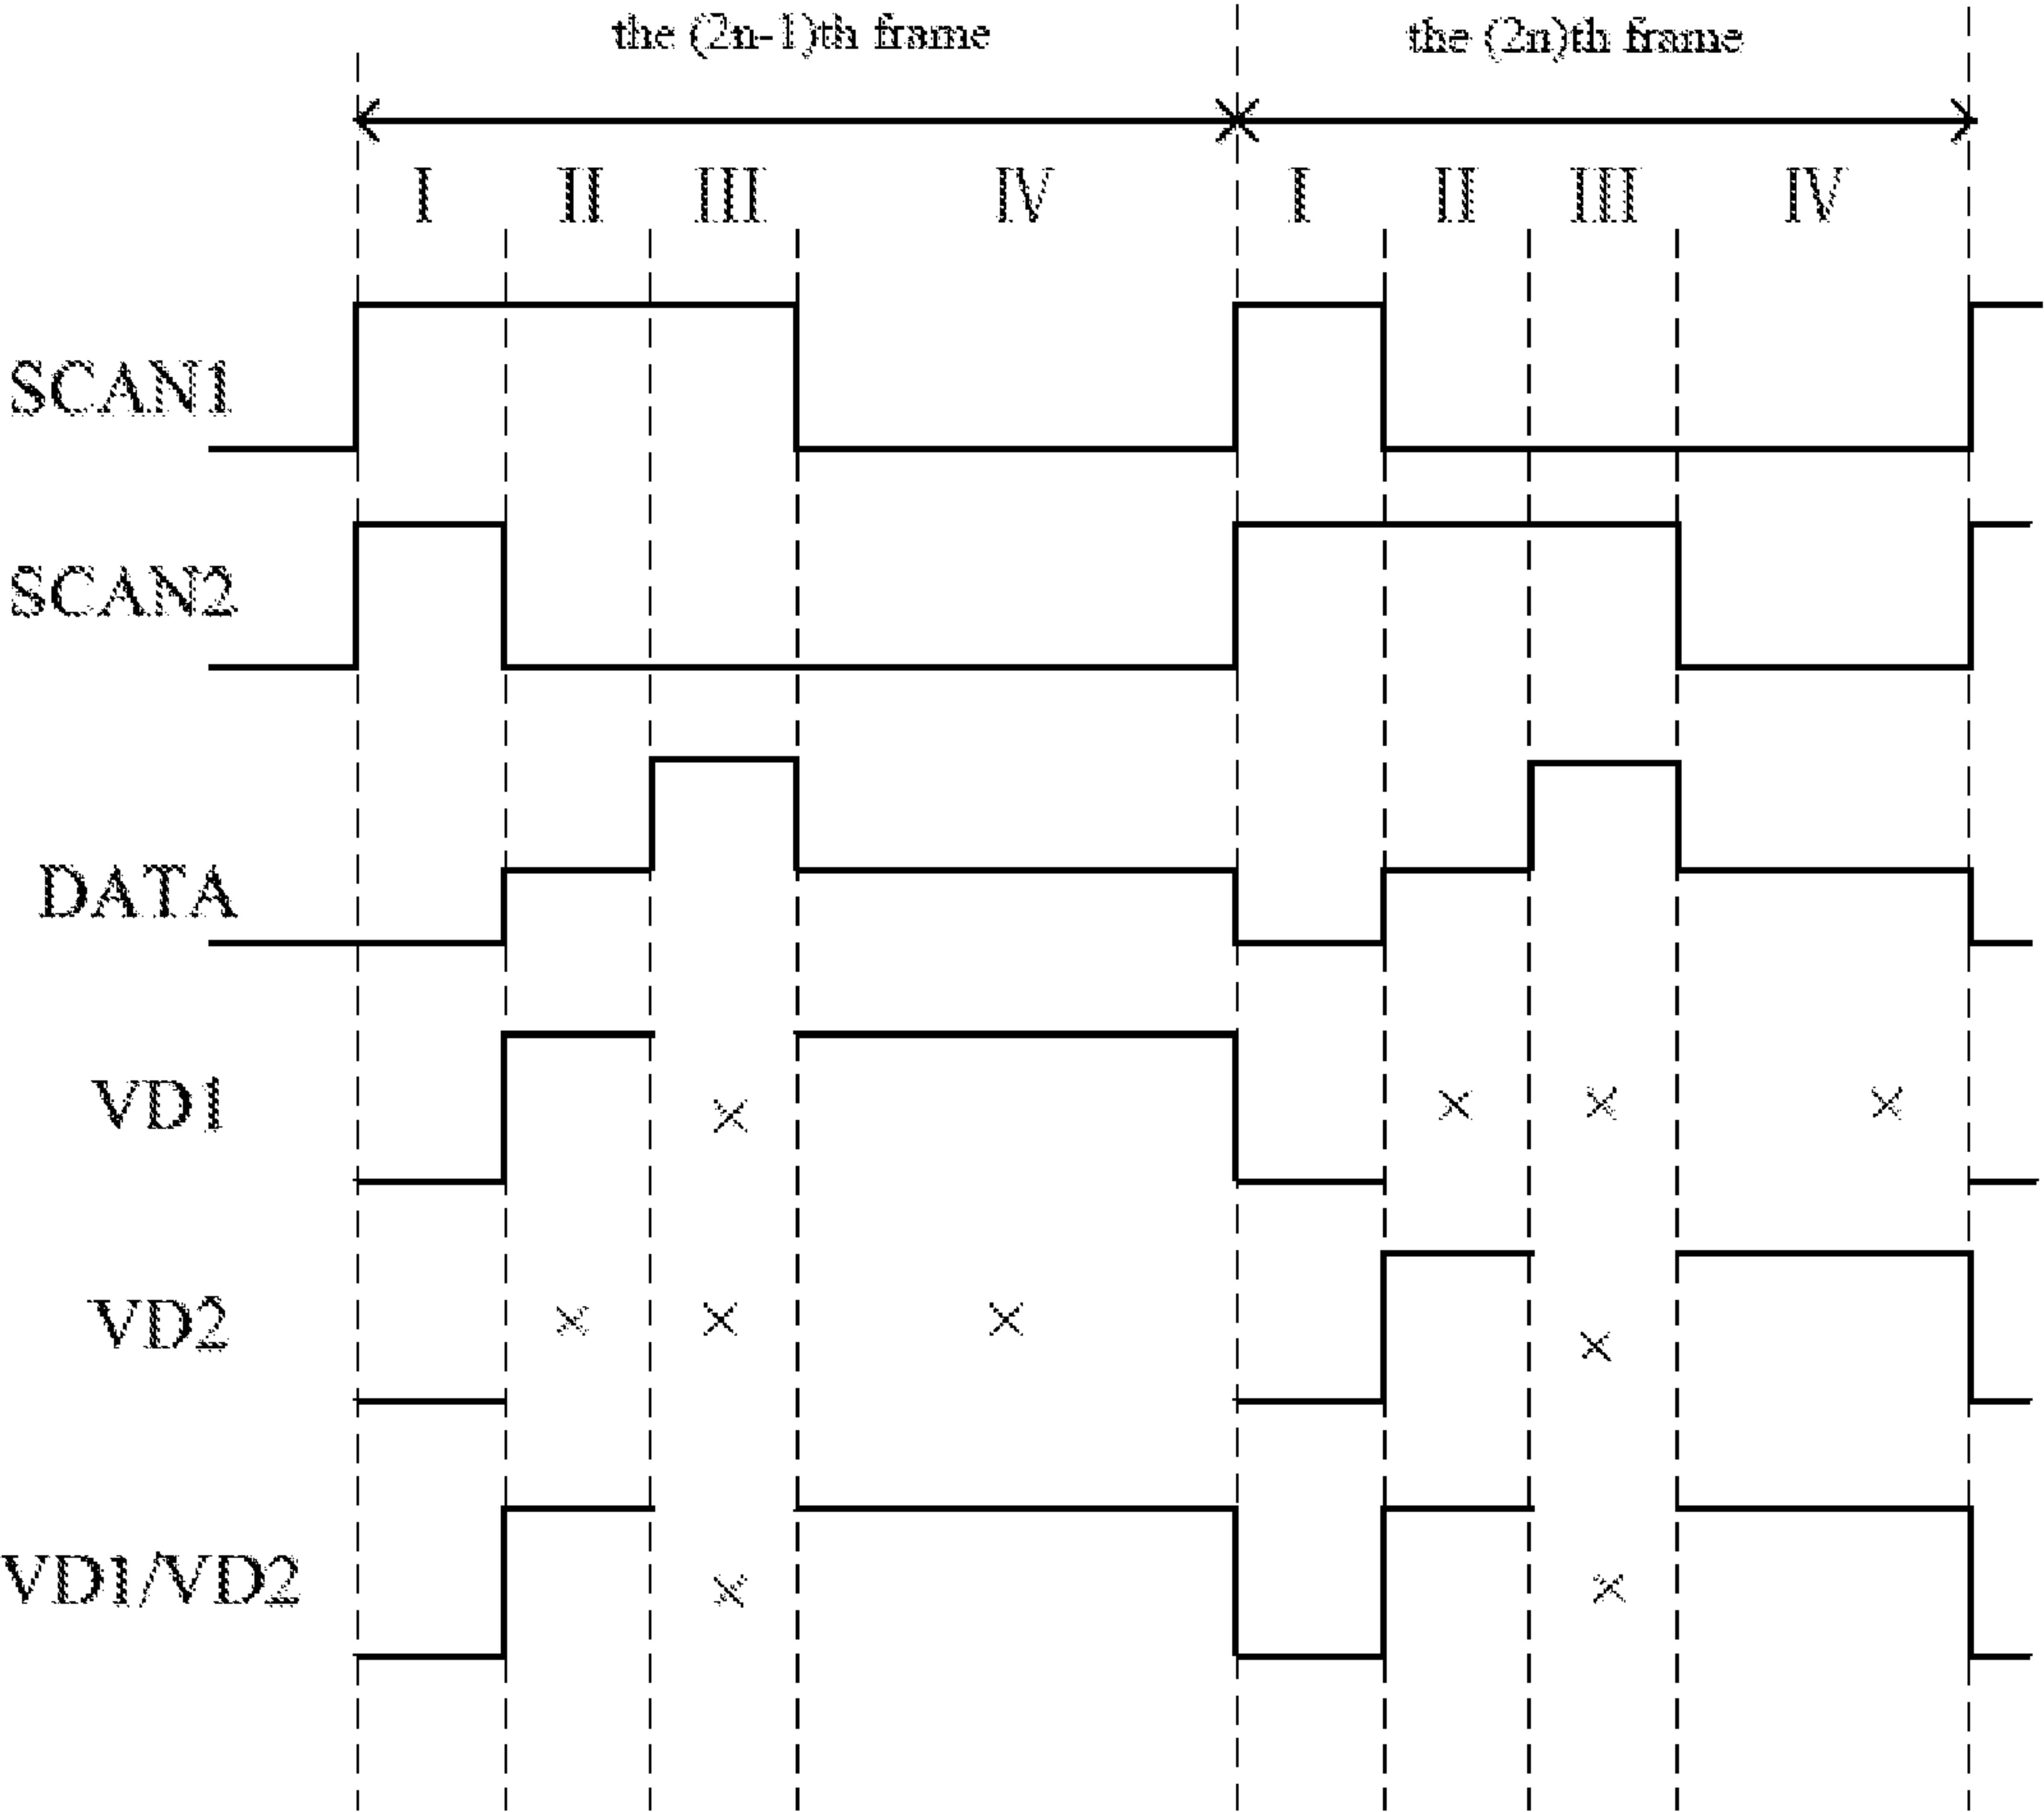 the (2n-1)th frame the (2n)th frame
I II III IV I II III IV
SCAN1
SCAN2
DATA
VD1 × × × ×
VD2 × × × ×
VD1/VD2 × ×